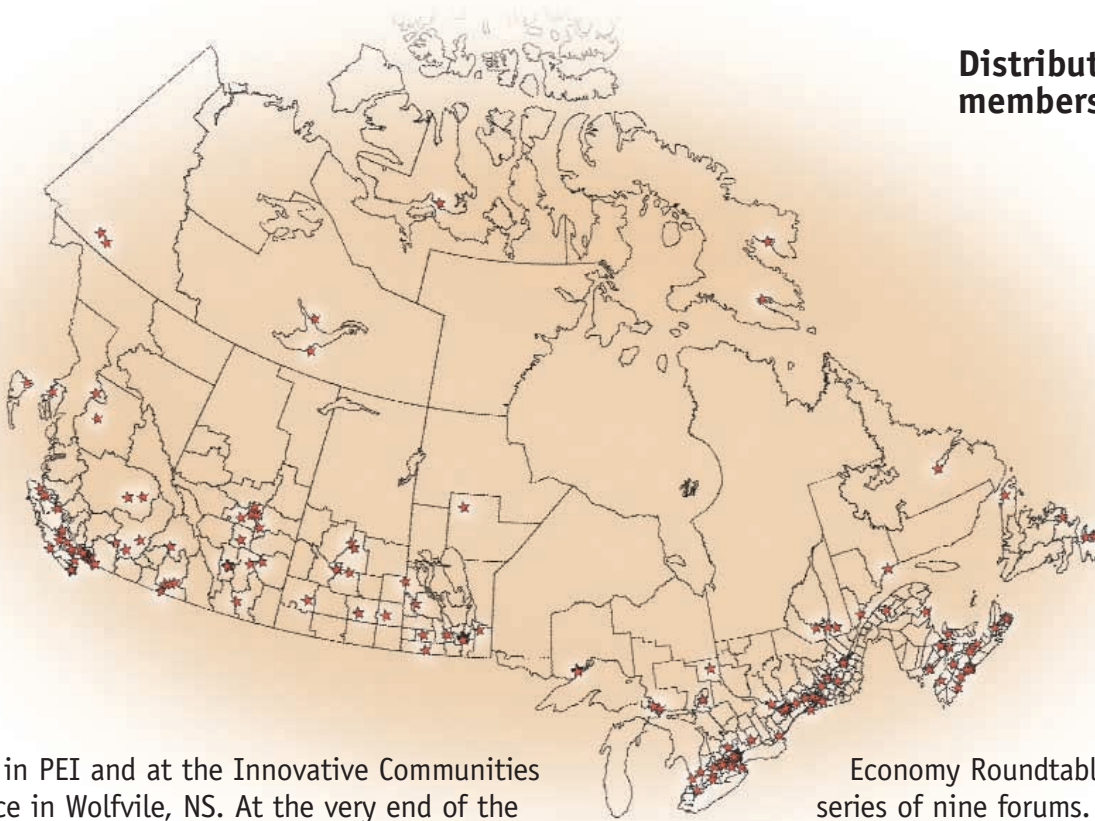 Distribut
members
in PEI and at the Innovative Communities
ce in Wolfvile, NS. At the very end of the
Economy Roundtabl
series of nine forums.